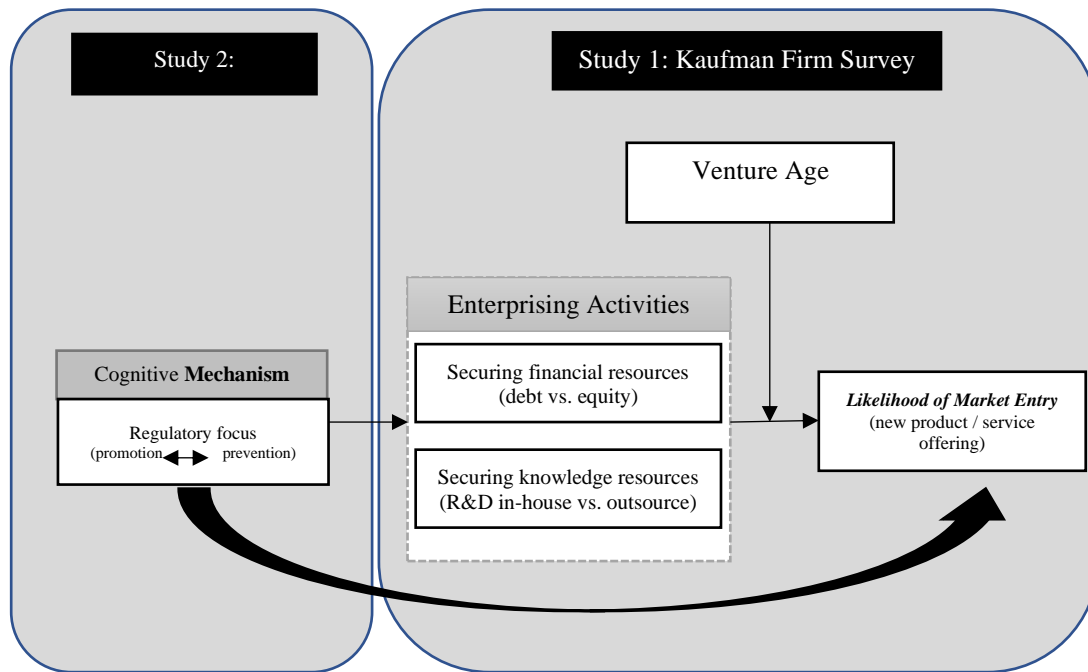 Study 2:
Study 1: Kaufman Firm Survey
Venture Age
Enterprising Activities
Cognitive Mechanism
Regulatory focus
(promotion prevention)
Securing financial resources
(debt vs. equity)
Securing knowledge resources
(R&D in-house vs. outsource)
Likelihood of Market Entry
(new product / service
offering)